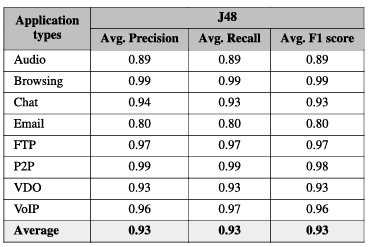 Application types J48
Avg. Precision Avg. Recall Avg. F1 score
Audio 0.89 0.89 0.89
Browsing 0.99 0.99 0.99
Chat 0.94 0.93 0.93
Email 0.80 0.80 0.80
FTP 0.97 0.97 0.97
P2P 0.99 0.99 0.98
VDO 0.93 0.93 0.93
VoIP 0.96 0.97 0.96
Average 0.93 0.93 0.93